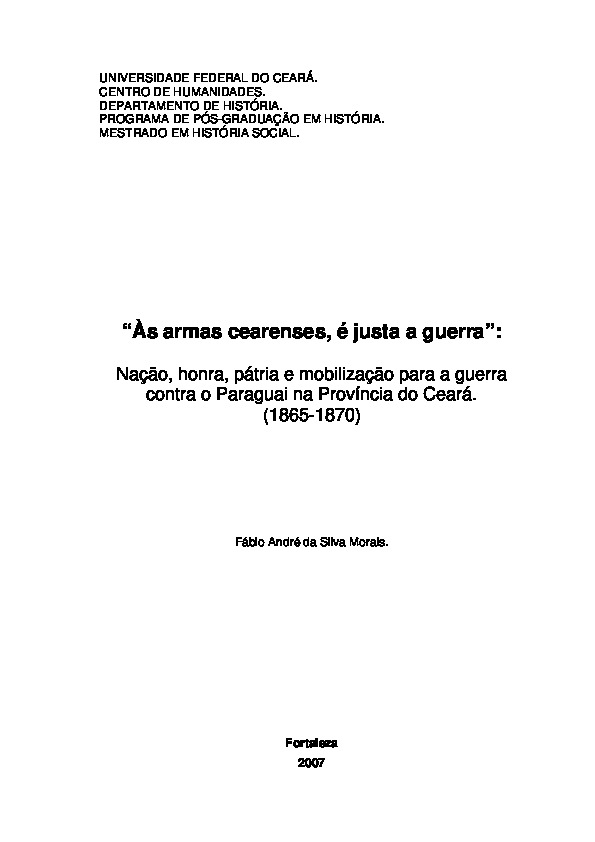 UNIVERSIDADE FEDERAL DO CEARÁ.
CENTRO DE HUMANIDADES.
DEPARTAMENTO DE HISTÓRIA.
PROGRAMA DE PÓS-GRADUAÇÃO EM HISTÓRIA.
MESTRADO EM HISTÓRIA SOCIAL.
“Às armas cearenses, é justa a guerra”:
Nação, honra, pátria e mobilização para a guerra
contra o Paraguai na Província do Ceará.
(1865-1870)
Fábio André da Silva Morais.
Fortaleza
2007